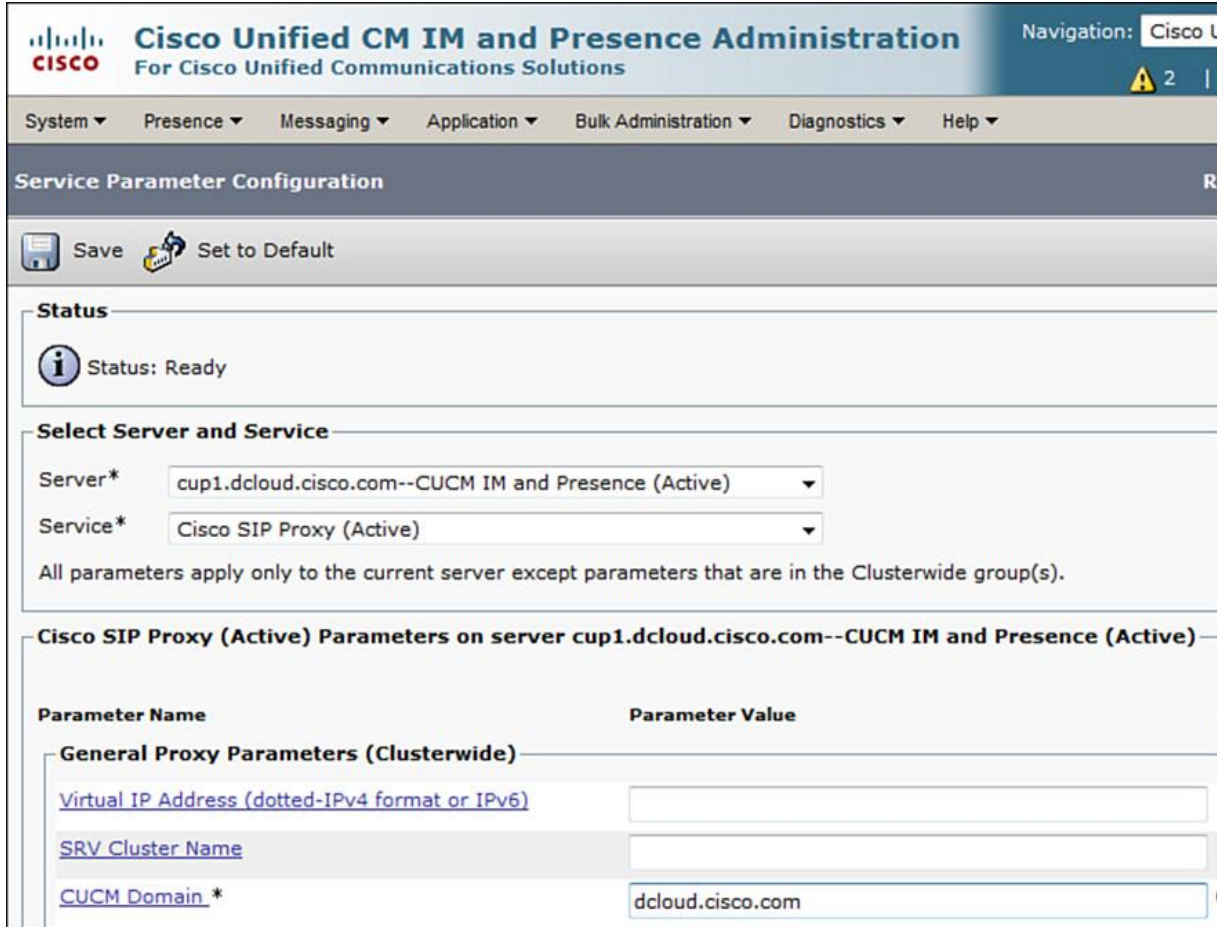 CISCO
Cisco Unified CM IM and Presence Administration
For Cisco Unified Communications Solutions
Navigation: Cisco U
2 |
System Presence Messaging Application Bulk Administration Diagnostics Help
Service Parameter Configuration R
Save Set to Default
Status
Status: Ready
Select Server and Service
Server* cup1.dcloud.cisco.com--CUCM IM and Presence (Active)
Service* Cisco SIP Proxy (Active)
All parameters apply only to the current server except parameters that are in the Clusterwide group(s).
Cisco SIP Proxy (Active) Parameters on server cup1.dcloud.cisco.com--CUCM IM and Presence (Active)
Parameter Name Parameter Value
General Proxy Parameters (Clusterwide)
Virtual IP Address (dotted-IPv4 format or IPv6)
SRV Cluster Name
CUCM Domain * dcloud.cisco.com